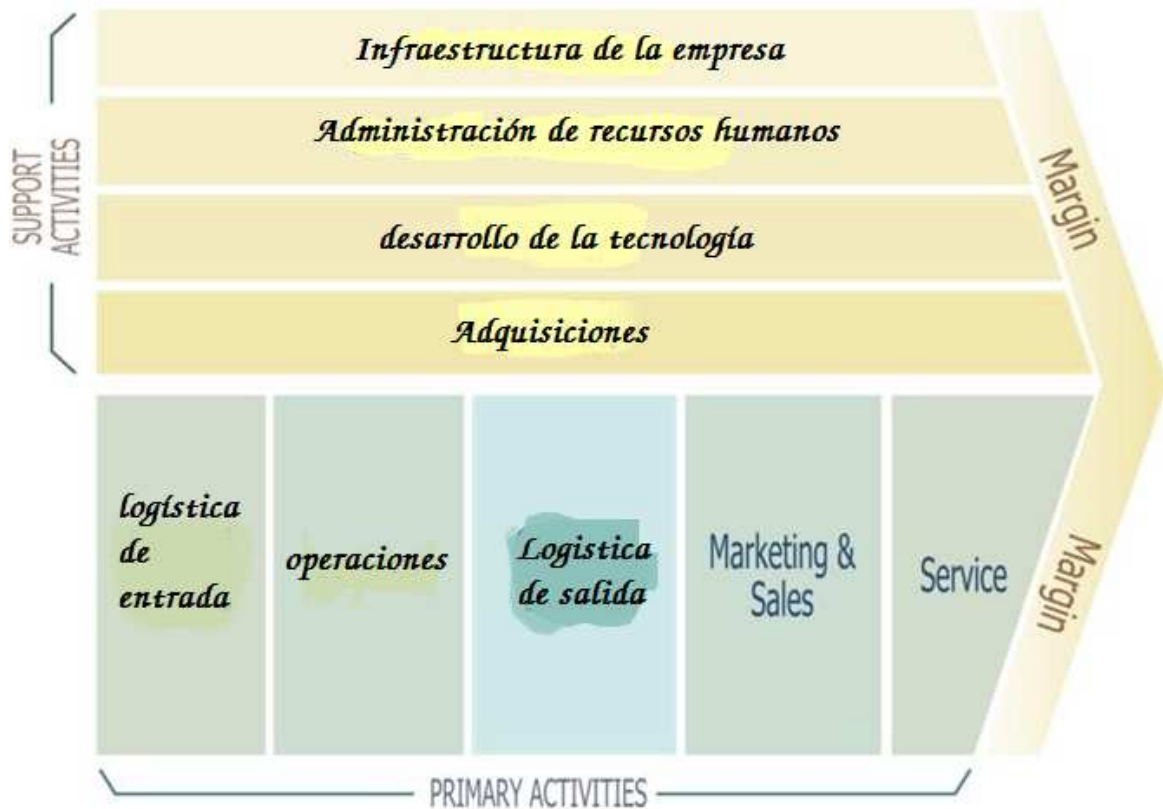 Infraestructura de la empresa
Administración de recursos humanos
desarrollo de la tecnología
Adquisiciones
SUPPORT
ACTIVITIES
Margin
logística
de
entrada
operaciones
Logistica
de salida
Marketing &
Sales
Service
Margin
PRIMARY ACTIVITIES